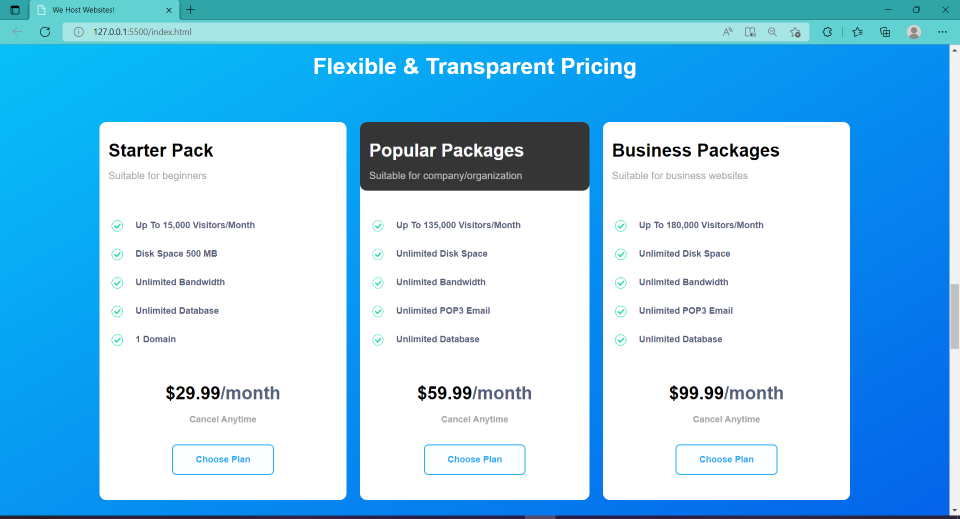 We Host Websites!
127.0.0.1:5500/index.html
Flexible & Transparent Pricing
Starter Pack
Suitable for beginners
Up To 15,000 Visitors/Month
Disk Space 500 MB
Unlimited Bandwidth
Unlimited Database
1 Domain
$29.99/month
Cancel Anytime
Choose Plan
Popular Packages
Suitable for company/organization
Up To 135,000 Visitors/Month
Unlimited Disk Space
Unlimited Bandwidth
Unlimited POP3 Email
Unlimited Database
$59.99/month
Cancel Anytime
Choose Plan
Business Packages
Suitable for business websites
Up To 180,000 Visitors/Month
Unlimited Disk Space
Unlimited Bandwidth
Unlimited POP3 Email
Unlimited Database
$99.99/month
Cancel Anytime
Choose Plan